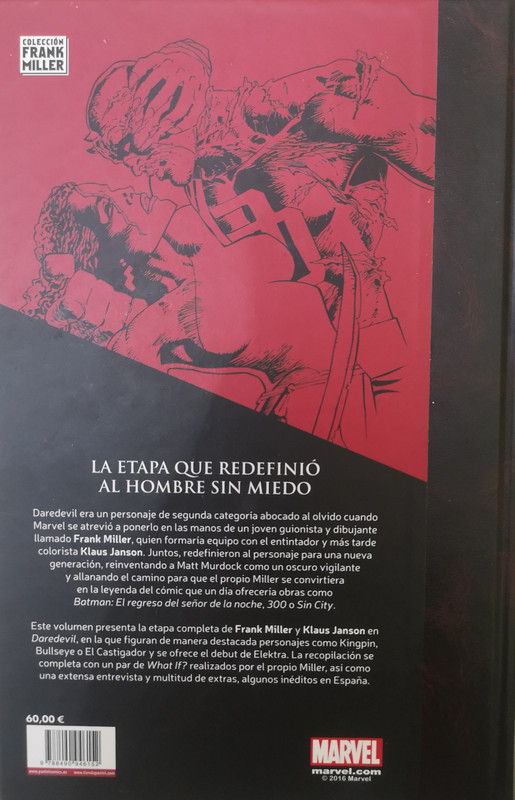 COLECCIÓN
FRANK
MILLER
LA ETAPA QUE REDEFINIÓ
AL HOMBRE SIN MIEDO
Daredevil era un personaje de segunda categoría abocado al olvido cuando
Marvel se atrevió a ponerlo en las manos de un joven guionista y dibujante
llamado Frank Miller, quien formaría equipo con el entintador y más tarde
colorista Klaus Janson. Juntos, redefinieron al personaje para una nueva
generación, reinventando a Matt Murdock como un oscuro vigilante
y allanando el camino para que el propio Miller se convirtiera
en la leyenda del cómic que un día ofrecería obras como
Batman: El regreso del señor de la noche, 300 o Sin City.
Este volumen presenta la etapa completa de Frank Miller y Klaus Janson en
Daredevil, en la que figuran de manera destacada personajes como Kingpin,
Bullseye o El Castigador y se ofrece el debut de Elektra. La recopilación se
completa con un par de What If? realizados por el propio Miller, así como
una extensa entrevista y multitud de extras, algunos inéditos en España.
60,00 €
MARVEL
marvel.com
© 2016 Marvel